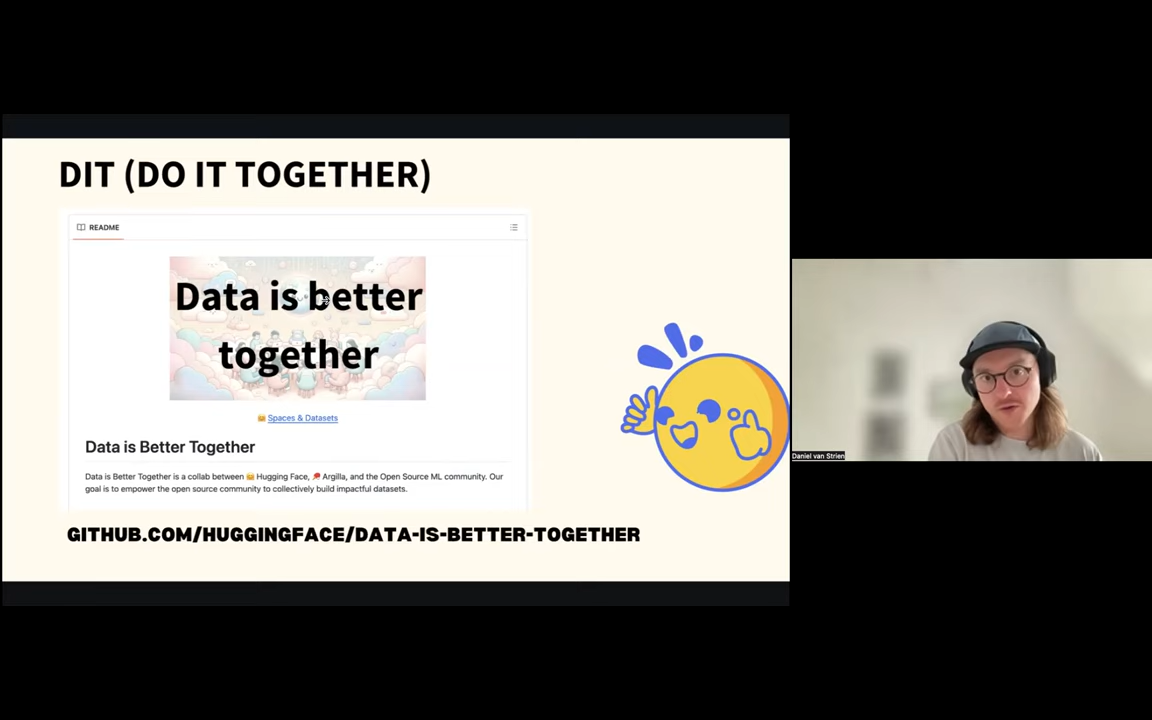 DIT (DO IT TOGETHER)
README
Data is better
together
Spaces & Datasets
Data is Better Together
Data is Better Together is a collab between 🤗 Hugging Face, Argilla, and the Open Source ML community. Our
goal is to empower the open source community to collectively build impactful datasets.
GITHUB.COM/HUGGINGFACE/DATA-IS-BETTER-TOGETHER
Daniel van Strien